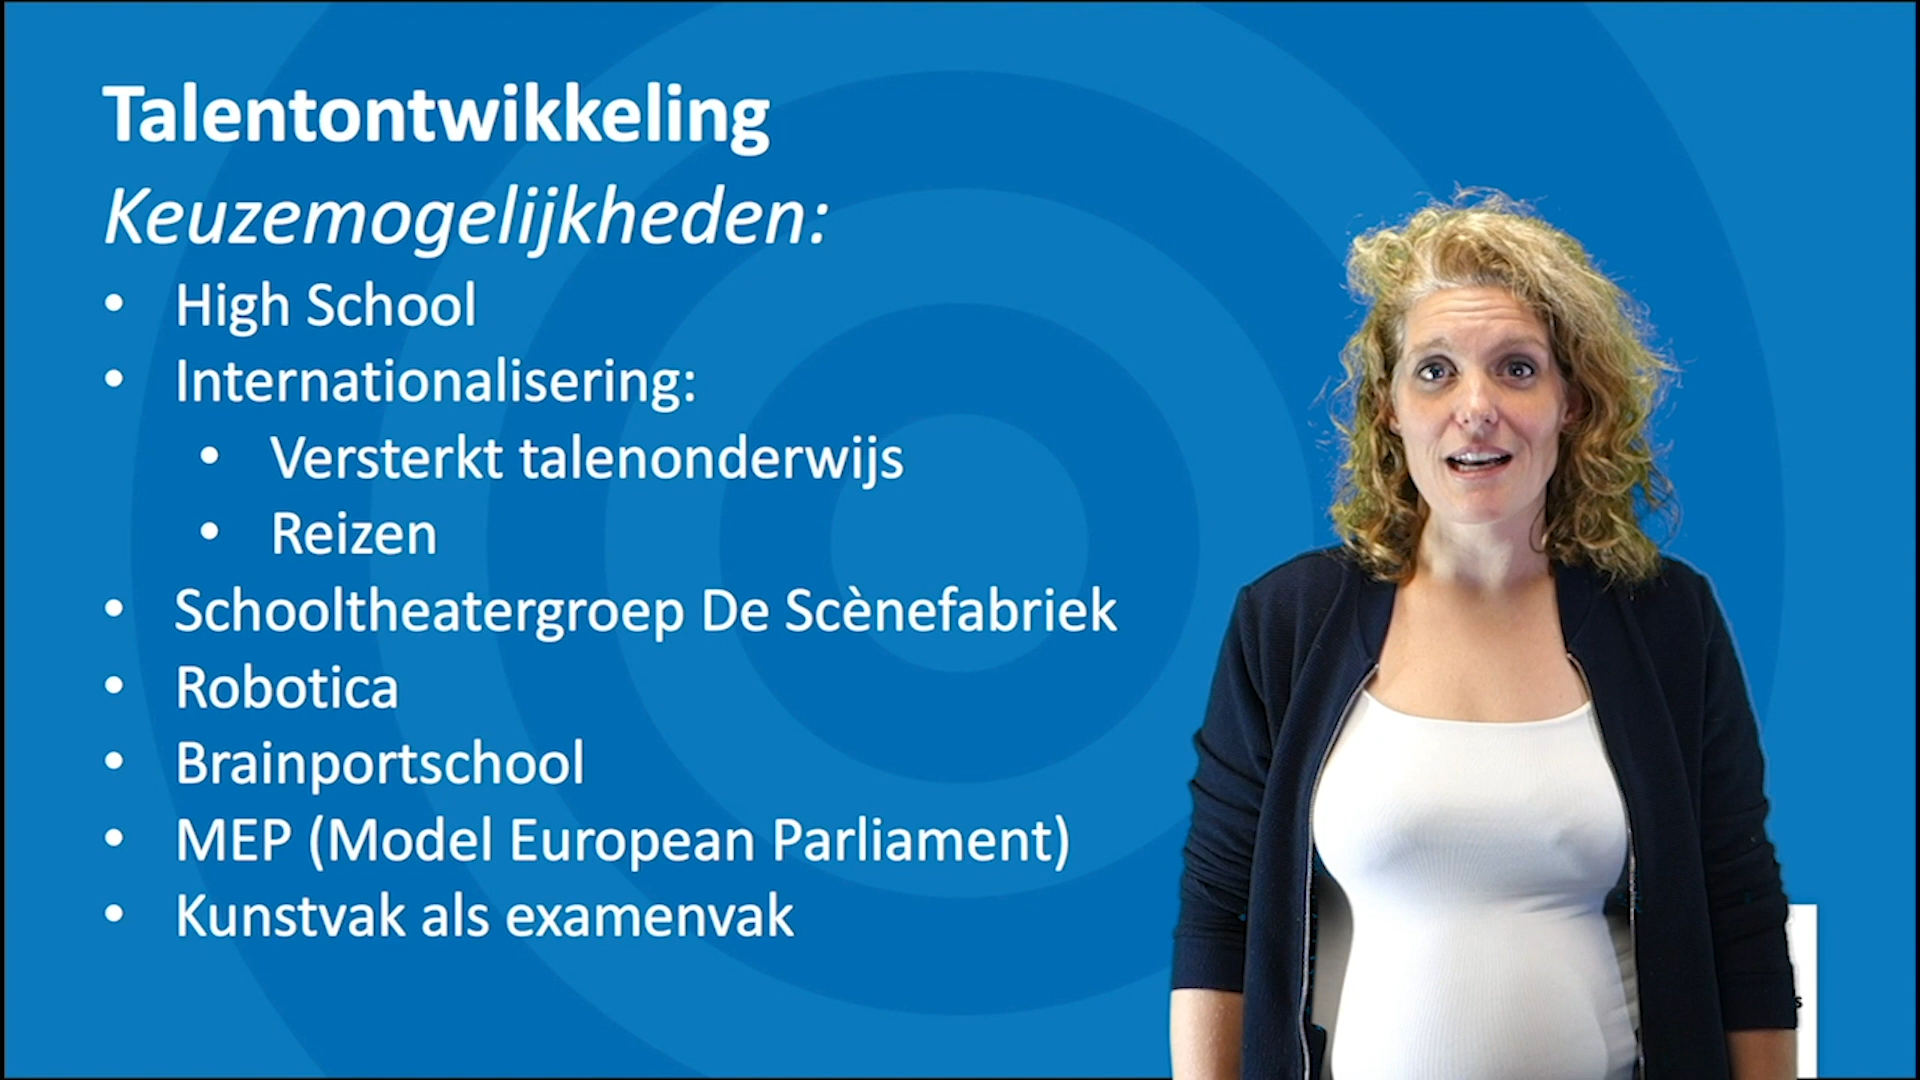 Talentontwikkeling
Keuzemogelijkheden:
• High School
• Internationalisering:
• Versterkt talenonderwijs
• Reizen
• Schooltheatergroep De Scènefabriek
• Robotica
• Brainportschool
• MEP (Model European Parliament)
• Kunstvak als examenvak